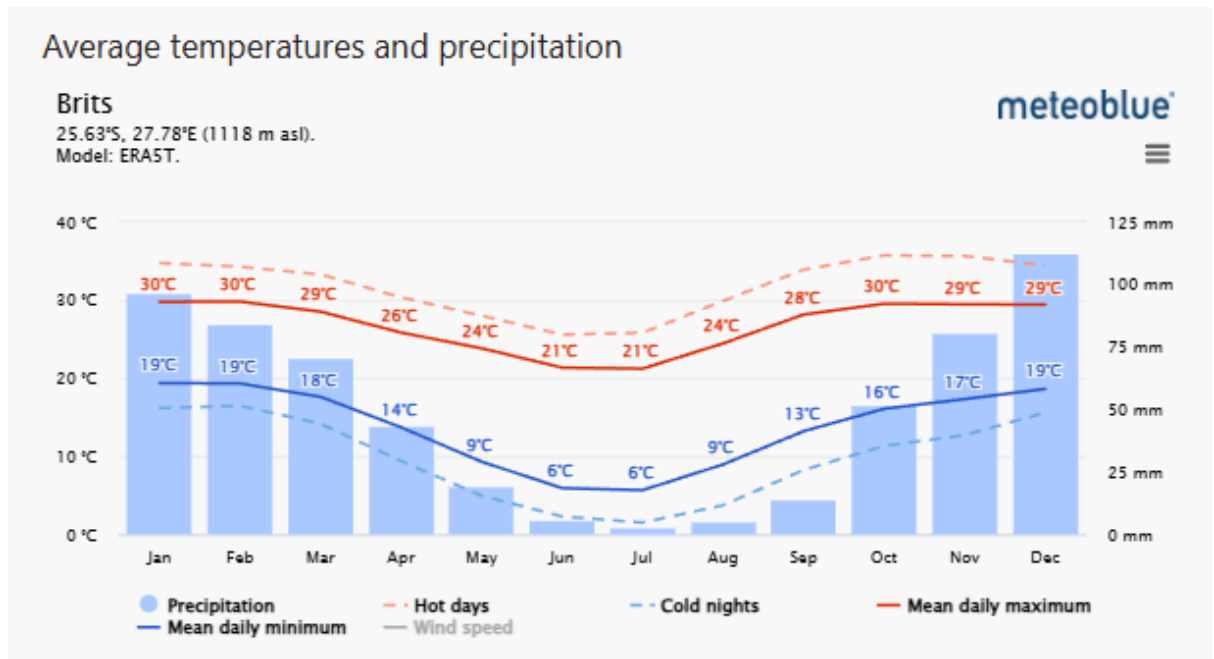 Average temperatures and precipitation
Brits
meteoblue®
25.63°S, 27.78°E (1118 m asl).
Model: ERA5T.
40 °C
125 mm
30°C 30°C 29°C 26°C 24°C 21°C 21°C 24°C 28°C 30°C 29°C 29°C
30 °C
100 mm
75 mm
20 °C
19°C 19°C 18°C 14°C 9°C 6°C 6°C 9°C 13°C 16°C 17°C 19°C
50 mm
10 °C
25 mm
0 °C
0 mm
Jan Feb Mar Apr May Jun Jul Aug Sep Oct Nov Dec
Precipitation Hot days Cold nights Mean daily maximum
Mean daily minimum Wind speed